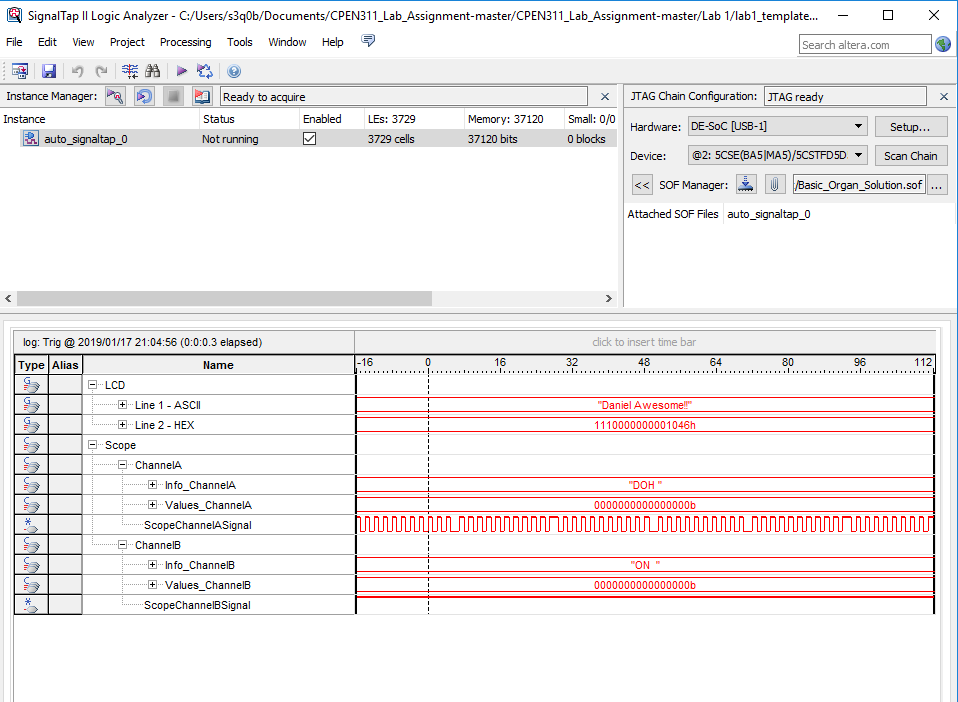 SignalTap II Logic Analyzer - C:/Users/s3q0b/Documents/CPEN311_Lab_Assignment-master/CPEN311_Lab_Assignment-master/Lab 1/lab1_template...
File Edit View Project Processing Tools Window Help
Search altera.com
Instance Manager: Ready to acquire
Instance Status Enabled LEs: 3729 Memory: 37120 Small: 0/0
auto_signaltap_0 Not running 3729 cells 37120 bits 0 blocks
JTAG Chain Configuration: JTAG ready
Hardware: DE-SoC [USB-1] Setup...
Device: @2: 5CSE(BA5|MA5)/5CSTFD5D Scan Chain
<< SOF Manager: /Basic_Organ_Solution.sof ...
Attached SOF Files auto_signaltap_0
log: Trig @ 2019/01/17 21:04:56 (0:0:0.3 elapsed) click to insert time bar
Type Alias Name -16 0 16 32 48 64 80 96 112
LCD
Line 1 - ASCII "Daniel Awesome!!"
Line 2 - HEX 1110000000001046h
Scope
ChannelA
Info_ChannelA "DOH "
Values_ChannelA 0000000000000000b
ScopeChannelASignal
ChannelB
Info_ChannelB "ON "
Values_ChannelB 0000000000000000b
ScopeChannelBSignal